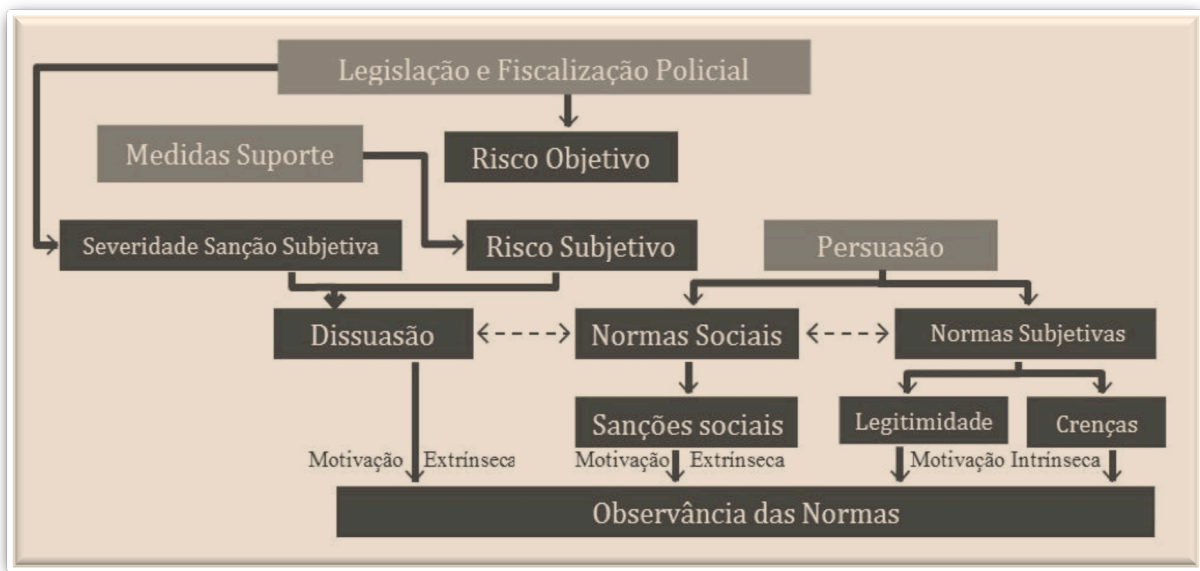 Legislação e Fiscalização Policial
Medidas Suporte
Risco Objetivo
Severidade Sanção Subjetiva
Risco Subjetivo
Persuasão
Dissuasão
Normas Sociais
Normas Subjetivas
Sanções sociais
Legitimidade
Crenças
Motivação Extrínseca
Motivação Extrínseca
Motivação Intrínseca
Observância das Normas